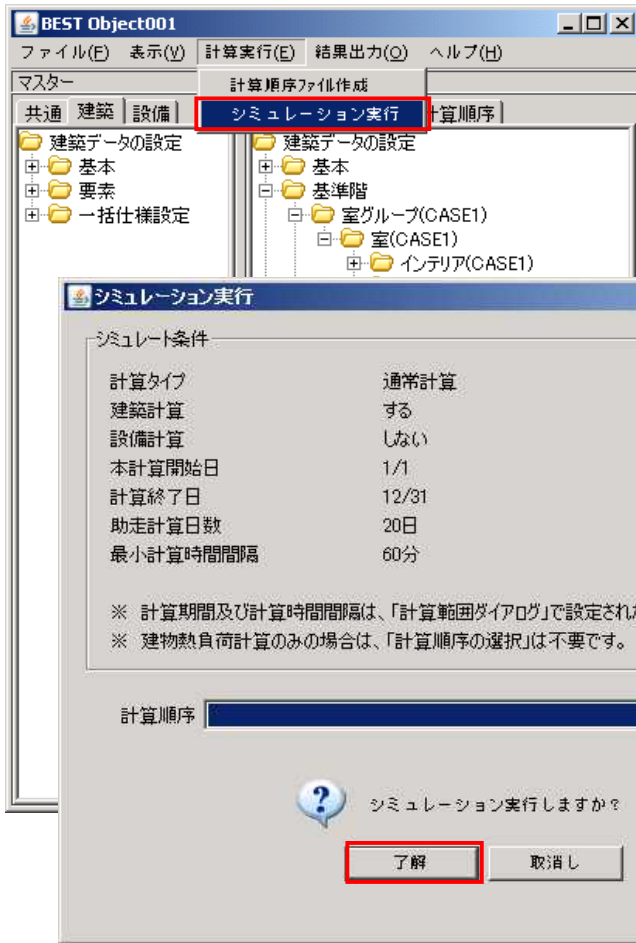 BEST Object001
ファイル(F) 表示(V) 計算実行(E) 結果出力(O) ヘルプ(H)
マスター
計算順序ファイル作成
シミュレーション実行
共通 建築 設備 計算順序
建築データの設定
基本
要素
一括仕様設定
建築データの設定
基本
基準階
室グループ(CASE1)
室(CASE1)
インテリア(CASE1)
シミュレーション実行
シミュレート条件
計算タイプ 通常計算
建築計算 する
設備計算 しない
本計算開始日 1/1
計算終了日 12/31
助走計算日数 20日
最小計算時間間隔 60分
※ 計算期間及び計算時間間隔は、「計算範囲ダイアログ」で設定され
※ 建物熱負荷計算のみの場合は、「計算順序の選択」は不要です。
計算順序
シミュレーション実行しますか?
了解 取消し